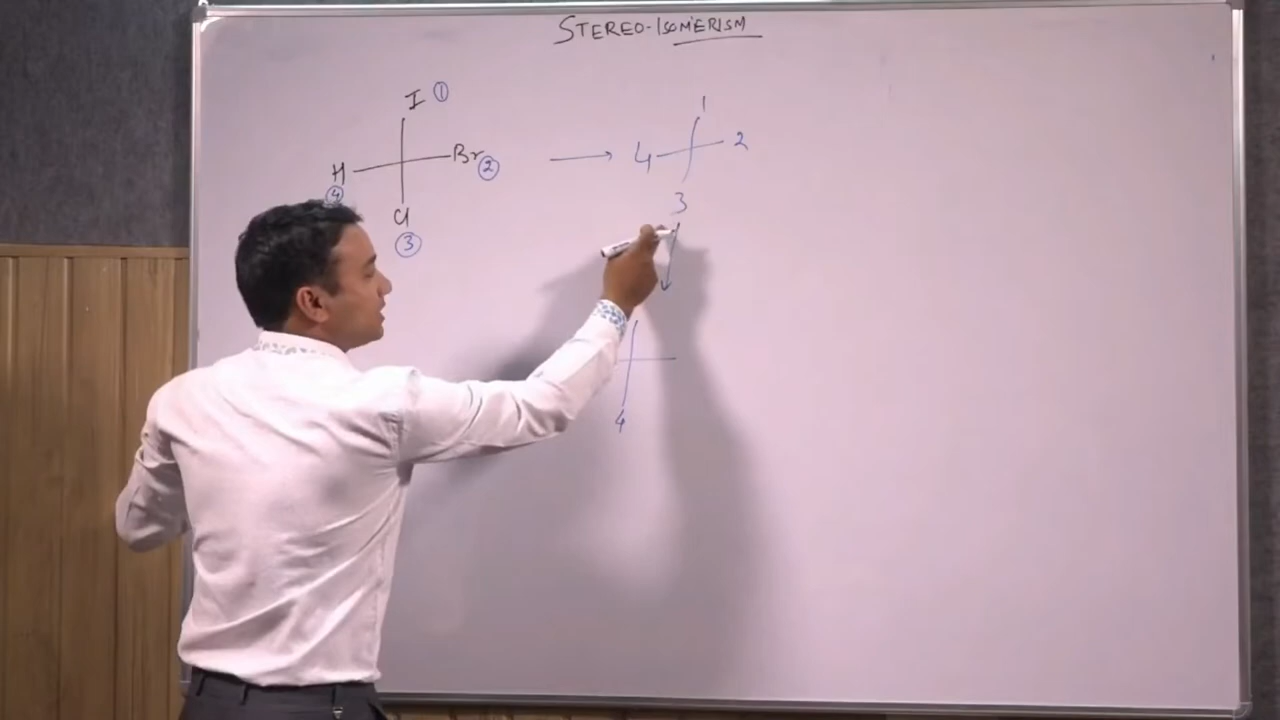 STEREO-ISOMERISM
I ①
H Br ②
④
Cl
③
1
4 2
3
4